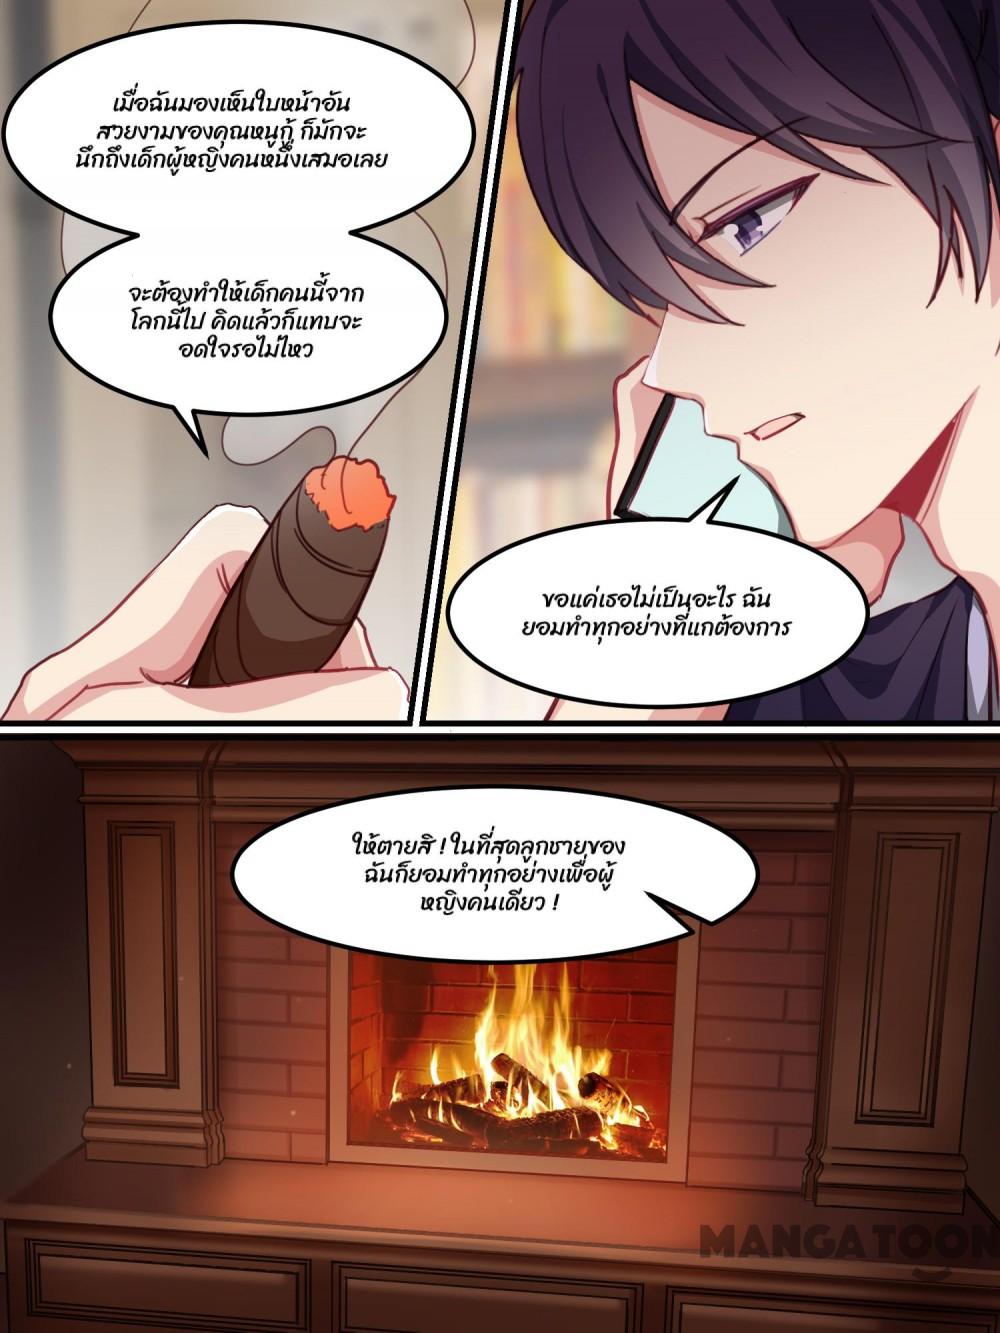 เมื่อฉันมองเห็นใบหน้าอัน
สวยงามของคุณหนูกู้ ก็มักจะ
นึกถึงเด็กผู้หญิงคนหนึ่งเสมอเลย
จะต้องทำให้เด็กคนนี้จาก
โลกนี้ไป คิดแล้วก็แทบจะ
อดใจรอไม่ไหว
ขอแค่เธอไม่เป็นอะไร ฉัน
ยอมทำทุกอย่างที่แกต้องการ
ให้ตายสิ ! ในที่สุดลูกชายของ
ฉันก็ยอมทำทุกอย่างเพื่อผู้
หญิงคนเดียว !
MANGATOON